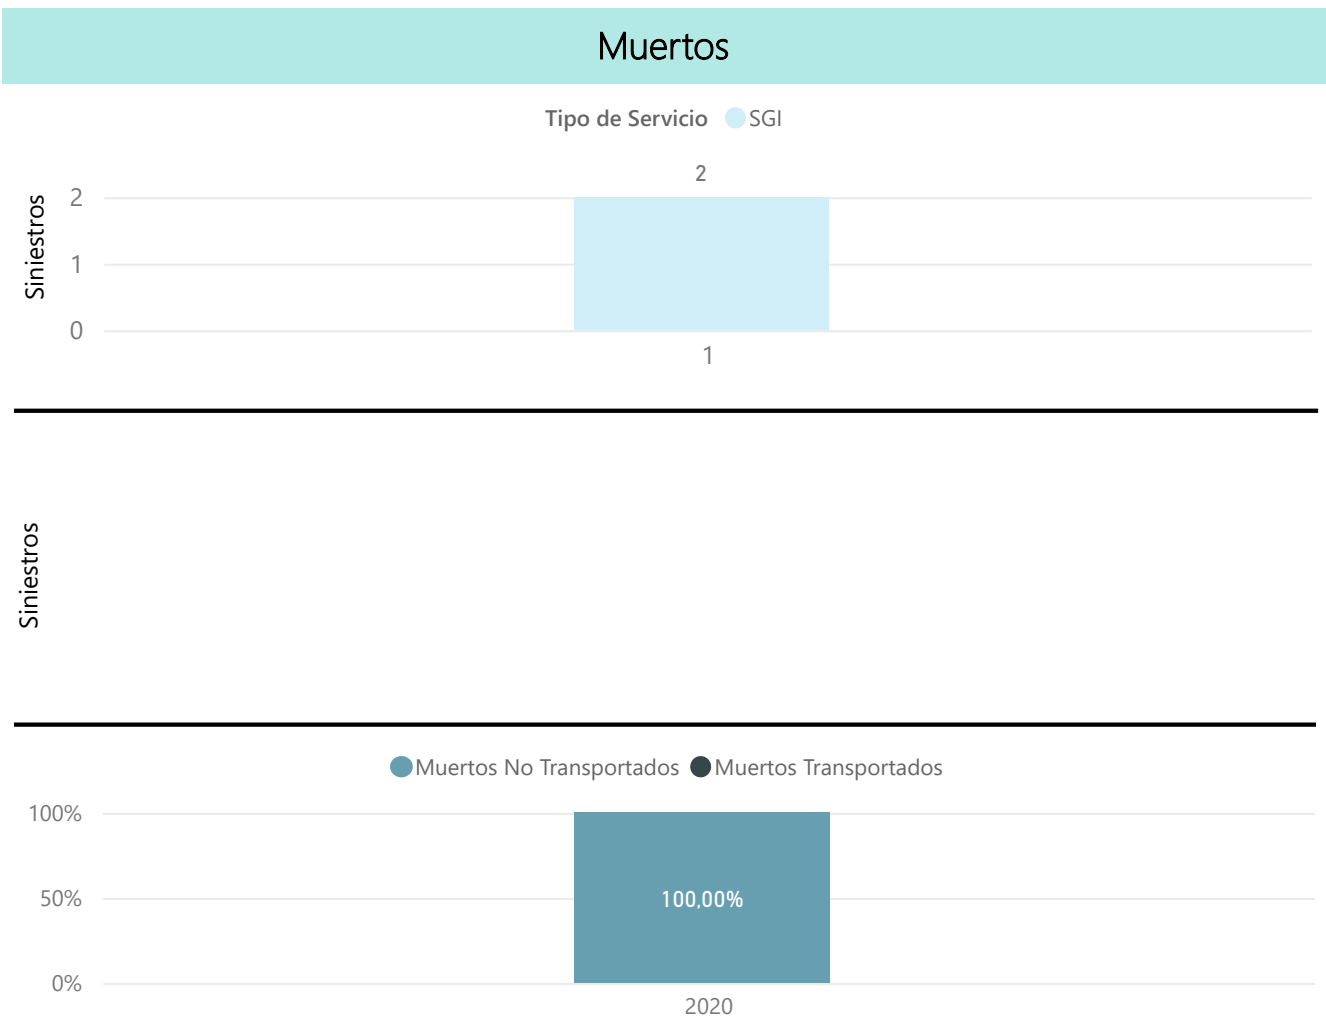 Muertos
Tipo de Servicio SGI
2
Siniestros
2
1
0
1
Siniestros
Muertos No Transportados Muertos Transportados
100%
50%
0%
100,00%
2020